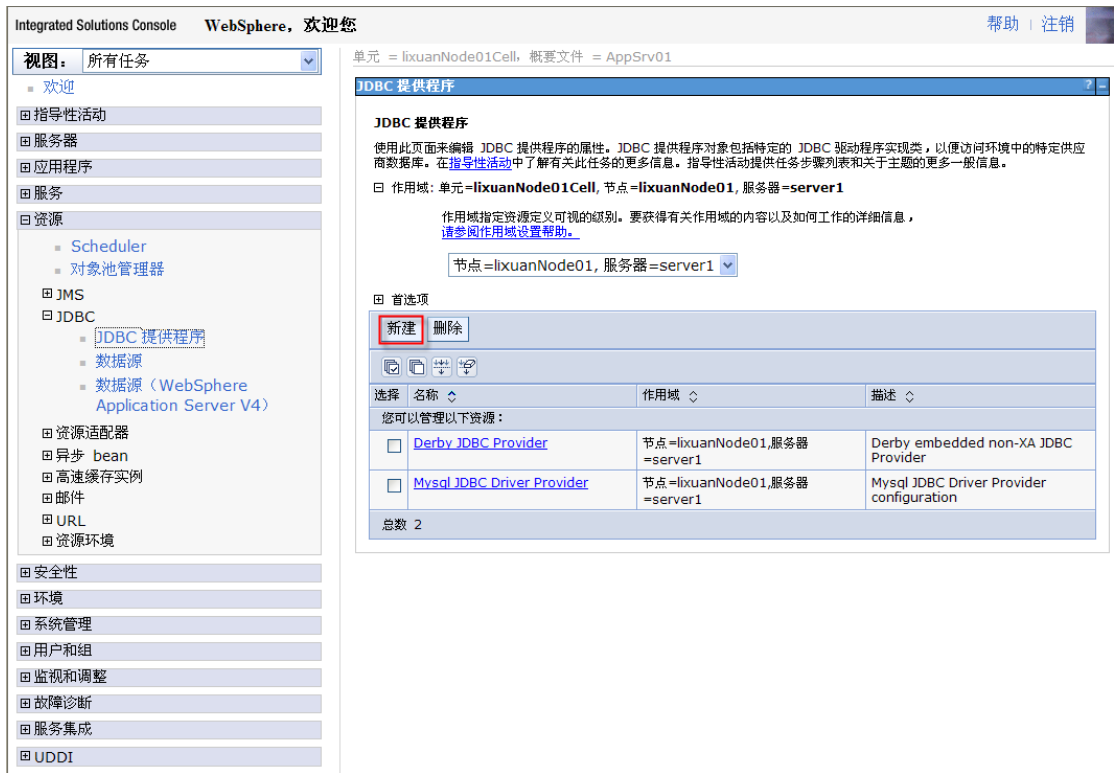 Integrated Solutions Console WebSphere，欢迎您
帮助 | 注销
视图： 所有任务
欢迎
指导性活动
服务器
应用程序
服务
资源
Scheduler
对象池管理器
JMS
JDBC
JDBC 提供程序
数据源
数据源（WebSphere
Application Server V4）
资源适配器
异步 bean
高速缓存实例
邮件
URL
资源环境
安全性
环境
系统管理
用户和组
监视和调整
故障诊断
服务集成
UDDI
单元 = lixuanNode01Cell，概要文件 = AppSrv01
JDBC 提供程序 ? -
JDBC 提供程序
使用此页面来编辑 JDBC 提供程序的属性。JDBC 提供程序对象包括特定的 JDBC 驱动程序实现类，以便访问环境中的特定供应
商数据库。在指导性活动中了解有关此任务的更多信息。指导性活动提供任务步骤列表和关于主题的更多一般信息。
作用域: 单元=lixuanNode01Cell, 节点=lixuanNode01, 服务器=server1
作用域指定资源定义可视的级别。要获得有关作用域的内容以及如何工作的详细信息，
请参阅作用域设置帮助。
节点=lixuanNode01, 服务器=server1
首选项
新建 删除
选择 名称 作用域 描述
您可以管理以下资源：
Derby JDBC Provider 节点=lixuanNode01,服务器 Derby embedded non-XA JDBC
=server1 Provider
Mysql JDBC Driver Provider 节点=lixuanNode01,服务器 Mysql JDBC Driver Provider
=server1 configuration
总数 2